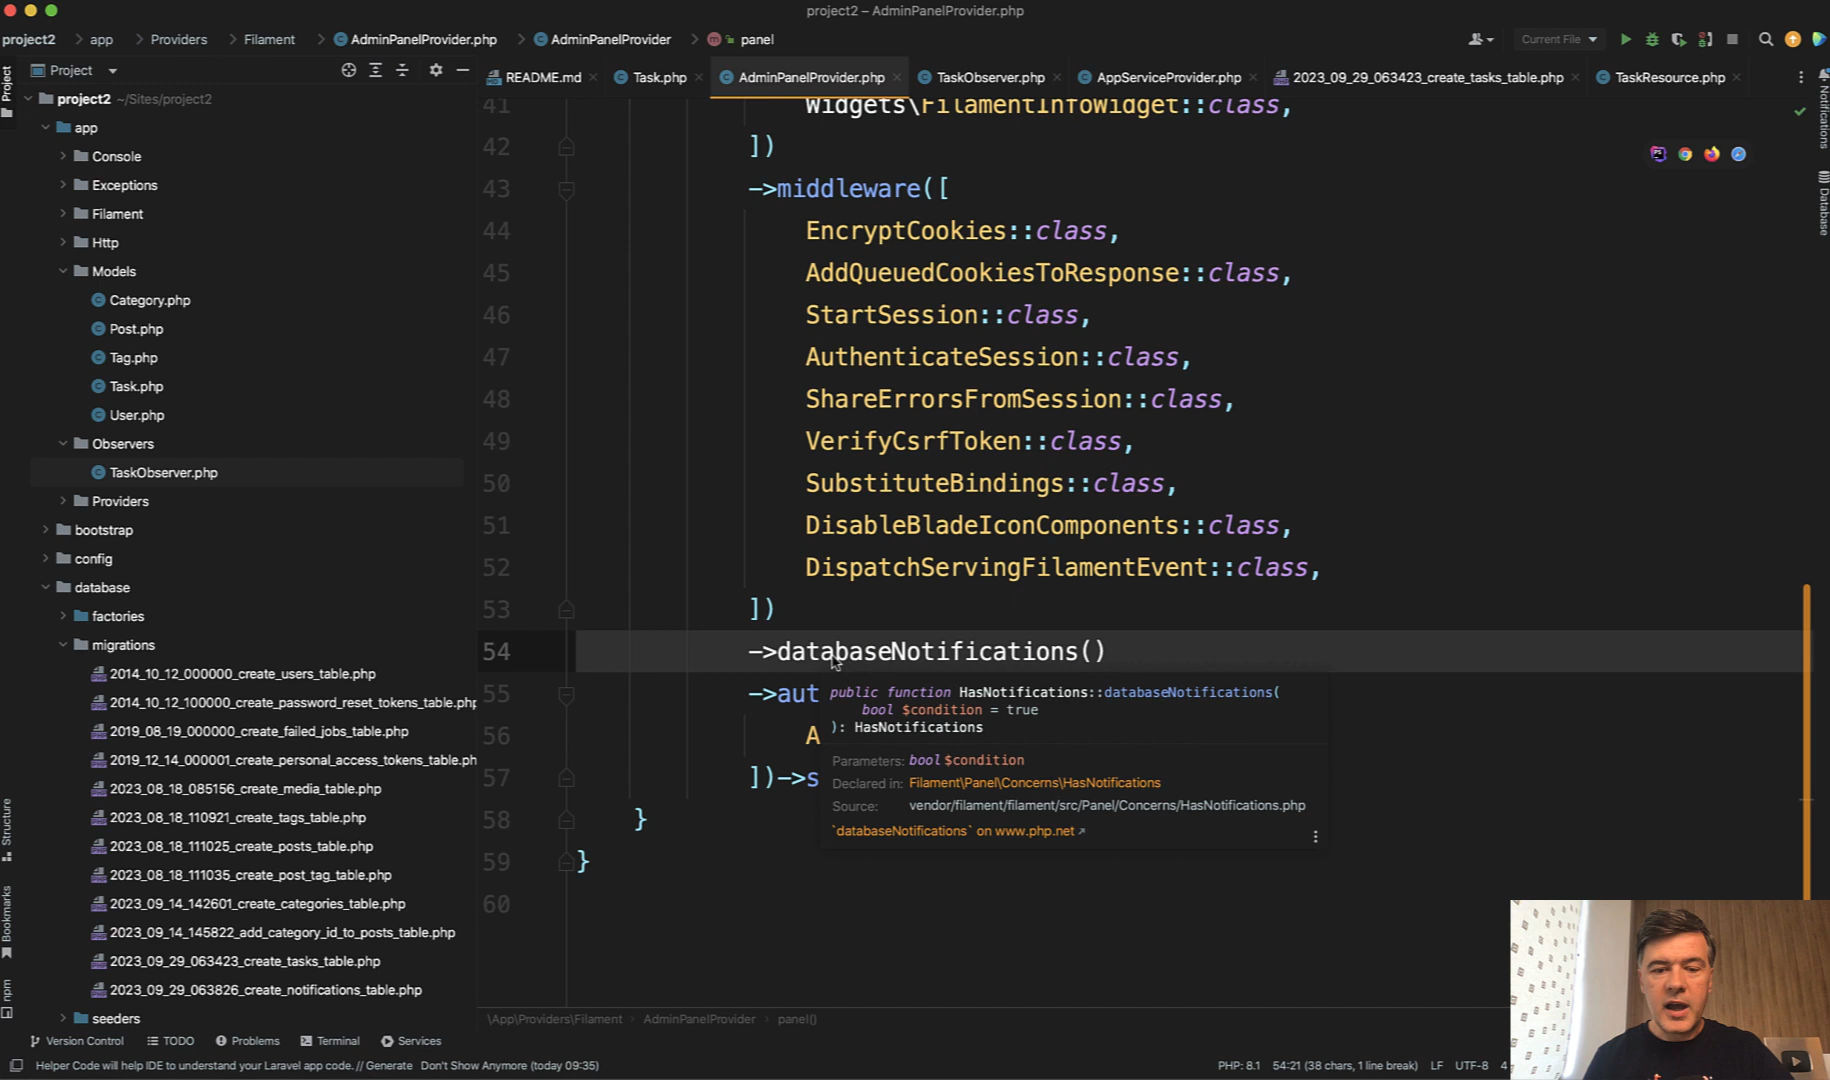 project2 – AdminPanelProvider.php
project2 app Providers Filament AdminPanelProvider.php AdminPanelProvider panel
Current File
Project
README.md Task.php AdminPanelProvider.php TaskObserver.php AppServiceProvider.php 2023_09_29_063423_create_tasks_table.php TaskResource.php
Project
Structure
Bookmarks
npm
Notifications
Database
project2 ~/Sites/project2
app
Console
Exceptions
Filament
Http
Models
Category.php
Post.php
Tag.php
Task.php
User.php
Observers
TaskObserver.php
Providers
bootstrap
config
database
factories
migrations
2014_10_12_000000_create_users_table.php
2014_10_12_100000_create_password_reset_tokens_table.php
2019_08_19_000000_create_failed_jobs_table.php
2019_12_14_000001_create_personal_access_tokens_table.ph
2023_08_18_085156_create_media_table.php
2023_08_18_110921_create_tags_table.php
2023_08_18_111025_create_posts_table.php
2023_08_18_111035_create_post_tag_table.php
2023_09_14_142601_create_categories_table.php
2023_09_14_145822_add_category_id_to_posts_table.php
2023_09_29_063423_create_tasks_table.php
2023_09_29_063826_create_notifications_table.php
seeders
41 Widgets\FilamentInfoWidget::class,
42 ])
43 ->middleware([
44 EncryptCookies::class,
45 AddQueuedCookiesToResponse::class,
46 StartSession::class,
47 AuthenticateSession::class,
48 ShareErrorsFromSession::class,
49 VerifyCsrfToken::class,
50 SubstituteBindings::class,
51 DisableBladeIconComponents::class,
52 DispatchServingFilamentEvent::class,
53 ])
54 ->databaseNotifications()
55 ->aut
56 A
57 ])->s
58 }
59 }
60
public function HasNotifications::databaseNotifications(
bool $condition = true
): HasNotifications
Parameters: bool $condition
Declared in: Filament\Panel\Concerns\HasNotifications
Source: vendor/filament/filament/src/Panel/Concerns/HasNotifications.php
`databaseNotifications` on www.php.net ↗
\App\Providers\Filament AdminPanelProvider panel()
Version Control TODO Problems Terminal Services
Helper Code will help IDE to understand your Laravel app code. // Generate Don't Show Anymore (today 09:35)
PHP: 8.1 54:21 (38 chars, 1 line break) LF UTF-8 4